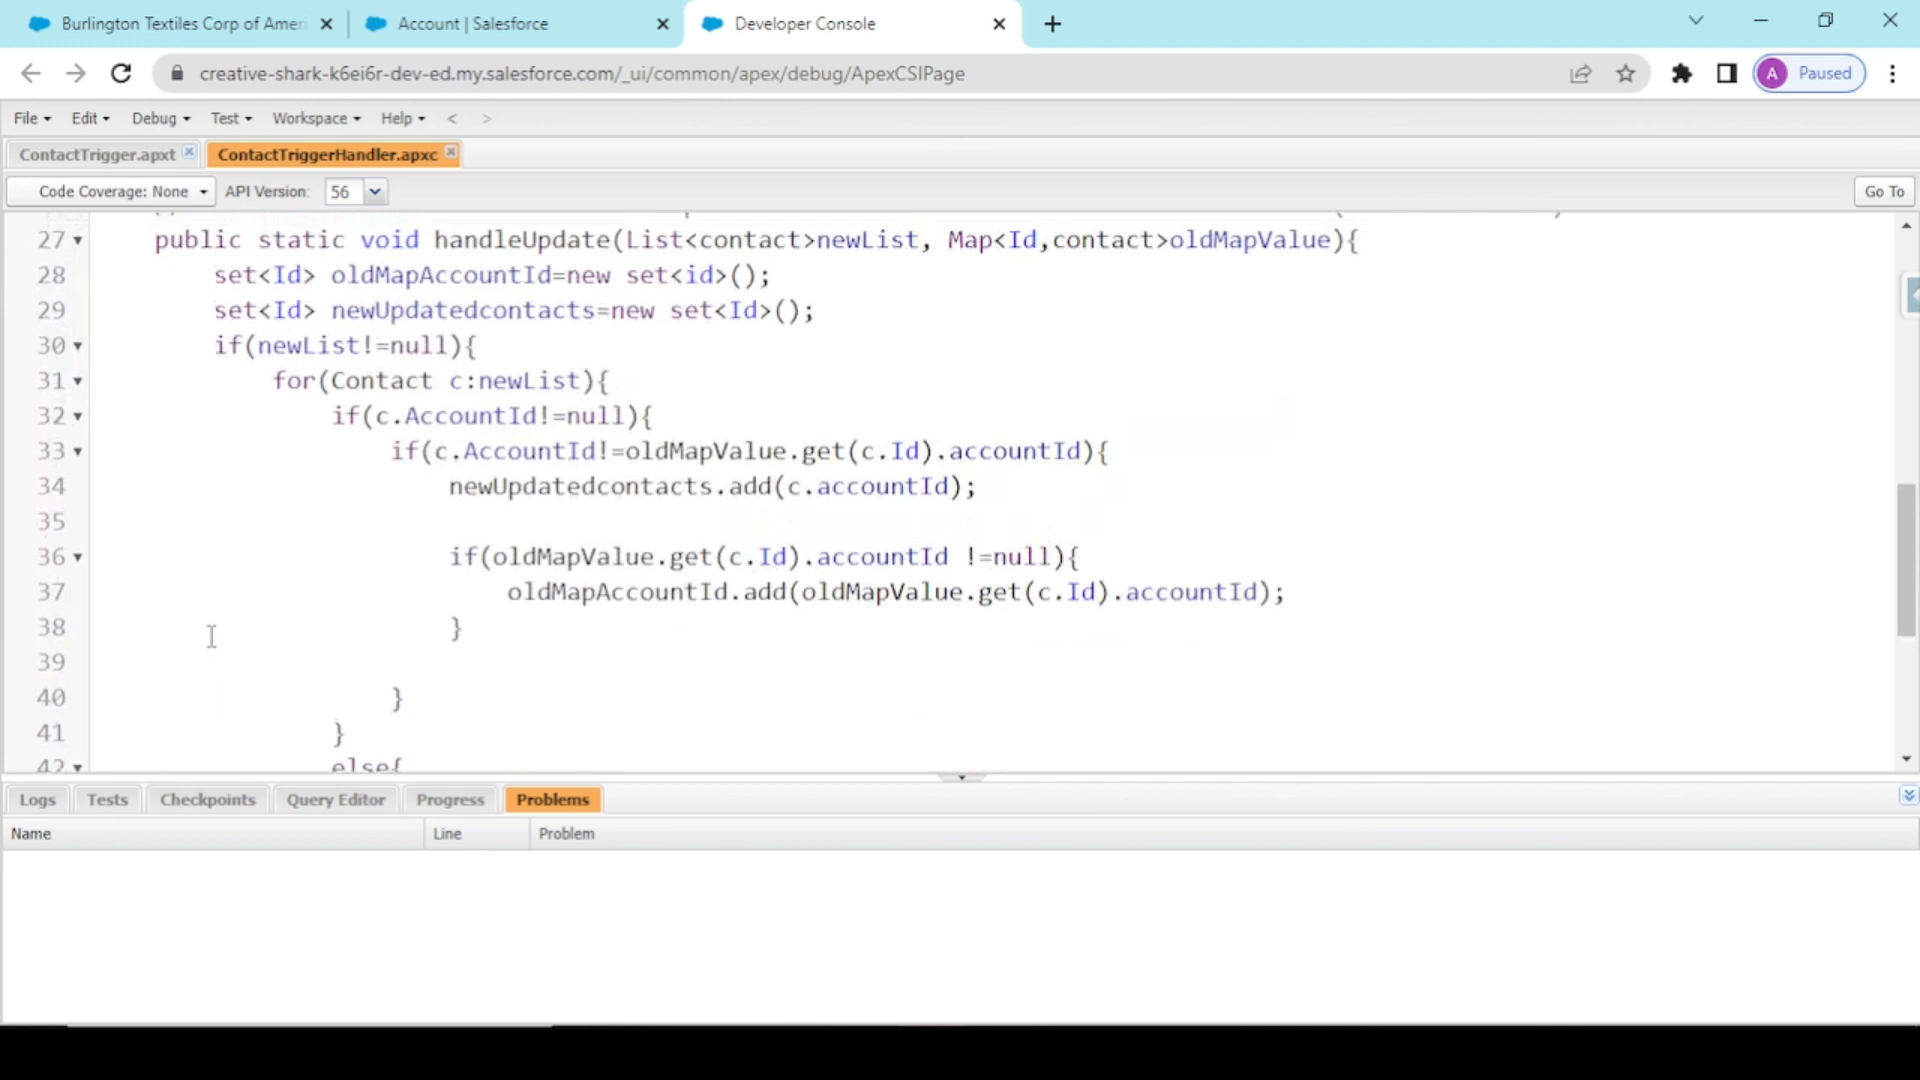 Burlington Textiles Corp of Ameri
Account | Salesforce
Developer Console
creative-shark-k6ei6r-dev-ed.my.salesforce.com/_ui/common/apex/debug/ApexCSIPage
A Paused
File Edit Debug Test Workspace Help < >
ContactTrigger.apxt ContactTriggerHandler.apxc
Code Coverage: None API Version: 56 Go To
27 public static void handleUpdate(List<contact>newList, Map<Id,contact>oldMapValue){
28 set<Id> oldMapAccountId=new set<id>();
29 set<Id> newUpdatedcontacts=new set<Id>();
30 if(newList!=null){
31 for(Contact c:newList){
32 if(c.AccountId!=null){
33 if(c.AccountId!=oldMapValue.get(c.Id).accountId){
34 newUpdatedcontacts.add(c.accountId);
35
36 if(oldMapValue.get(c.Id).accountId !=null){
37 oldMapAccountId.add(oldMapValue.get(c.Id).accountId);
38 }
39
40 }
41 }
42 else{
Logs Tests Checkpoints Query Editor Progress Problems
Name Line Problem